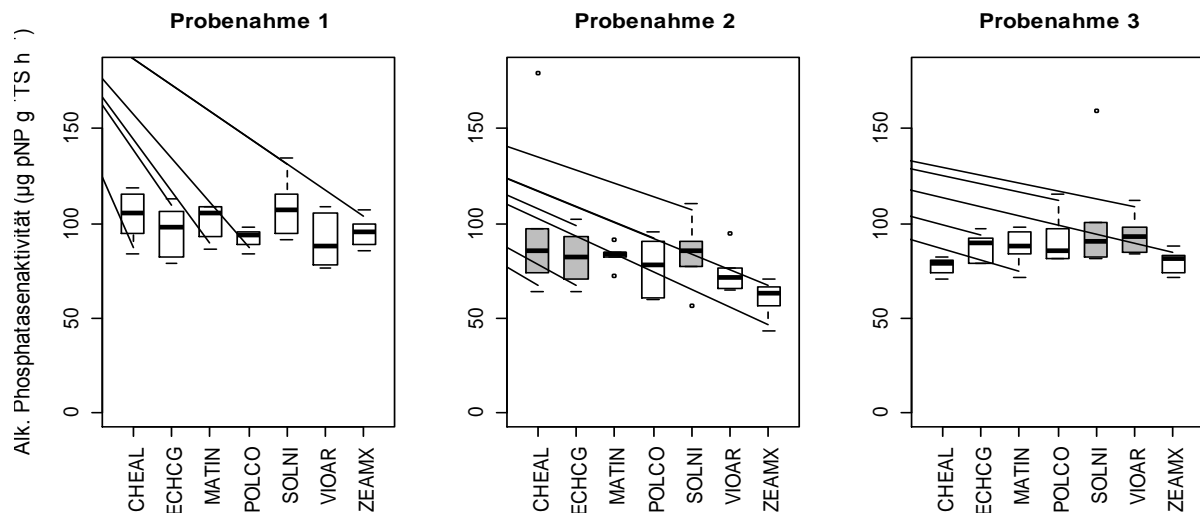 Probenahme 1
Probenahme 2
Probenahme 3
Alk. Phosphatasenaktivität (µg pNP g TS h )
150
100
50
0
CHEAL
ECHCG
MATIN
POLCO
SOLNI
VIOAR
ZEAMX
150
100
50
0
CHEAL
ECHCG
MATIN
POLCO
SOLNI
VIOAR
ZEAMX
150
100
50
0
CHEAL
ECHCG
MATIN
POLCO
SOLNI
VIOAR
ZEAMX